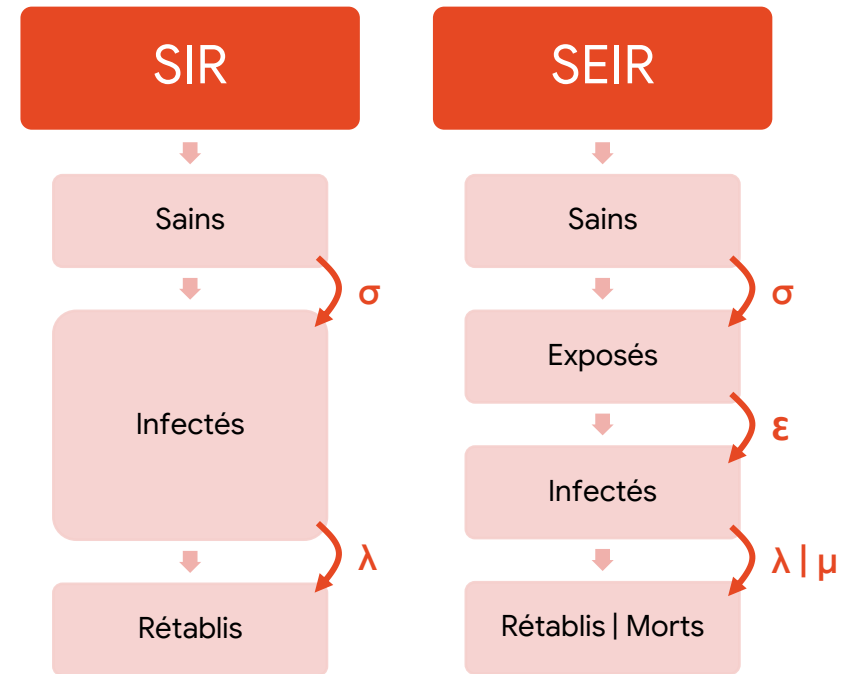 SIR
Sains
σ
Infectés
λ
Rétablis
SEIR
Sains
σ
Exposés
ε
Infectés
λ | μ
Rétablis | Morts